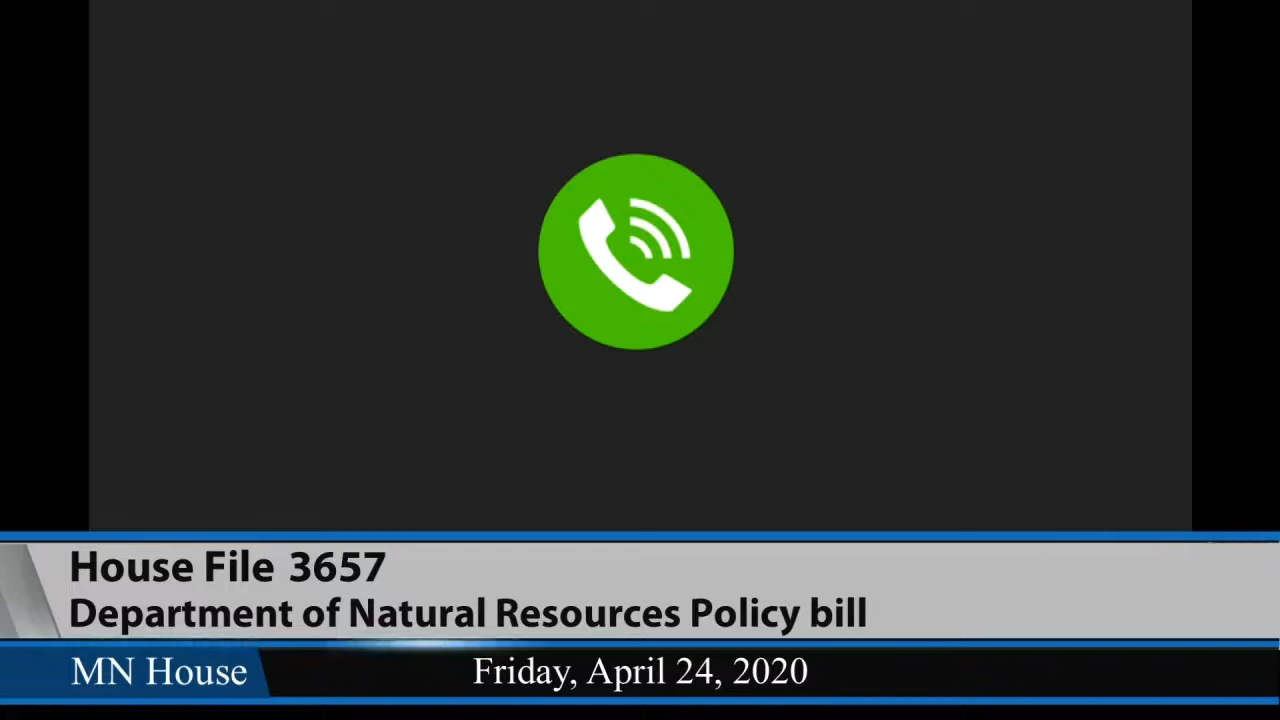 House File 3657
Department of Natural Resources Policy bill
MN House
Friday, April 24, 2020